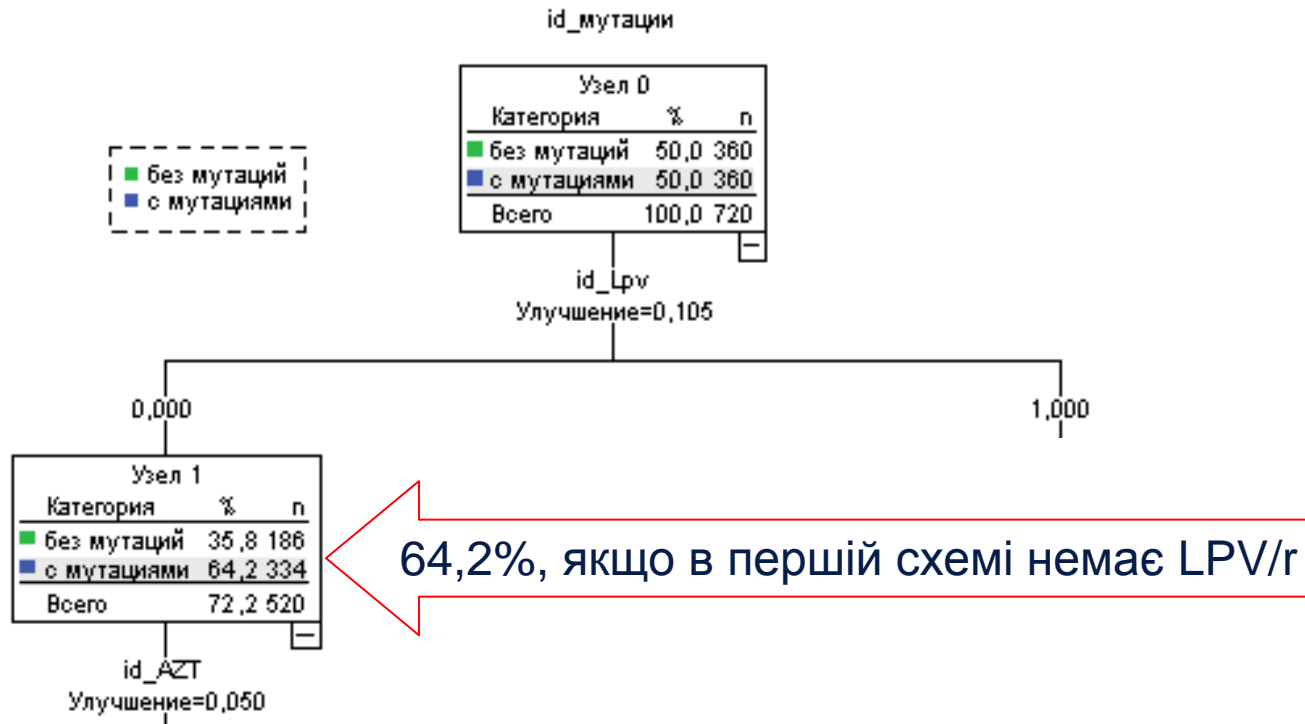 id_мутации
Узел 0
Категория % n
без мутаций 50,0 360
с мутациями 50,0 360
Всего 100,0 720
без мутаций
с мутациями
id_Lpv
Улучшение=0,105
0,000
1,000
Узел 1
Категория % n
без мутаций 35,8 186
с мутациями 64,2 334
Всего 72,2 520
64,2%, якщо в першій схемі немає LPV/r
id_AZT
Улучшение=0,050